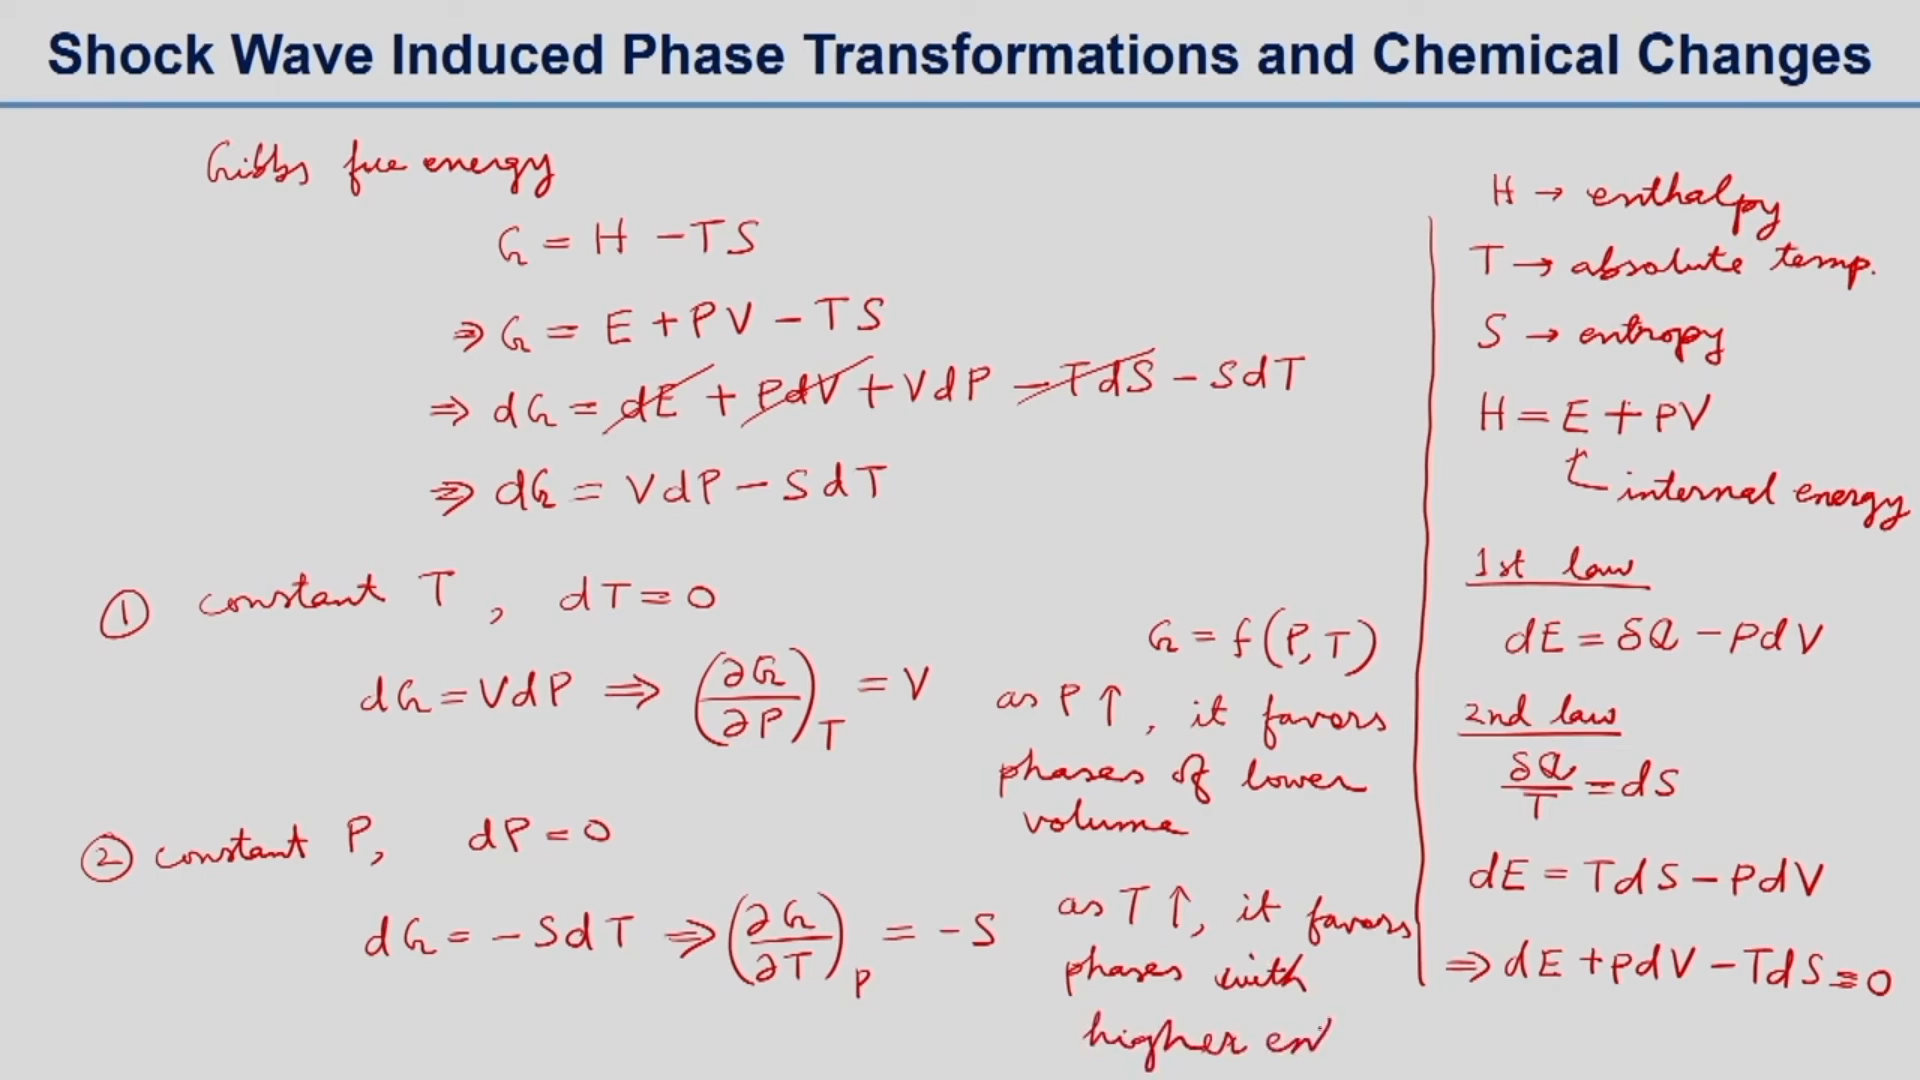 Shock Wave Induced Phase Transformations and Chemical Changes
Gibbs free energy
G = H - TS
⇒ G = E + PV - TS
⇒ dG = dE + PdV + VdP - TdS - SdT
⇒ dG = VdP - SdT
① constant T, dT = 0
dG = VdP ⇒ (∂G/∂P)_T = V
② constant P, dP = 0
dG = -SdT ⇒ (∂G/∂T)_P = -S
G = f(P,T)
as P ↑, it favors
phases of lower
volume
as T ↑, it favors
phases with
higher en
H → enthalpy
T → absolute temp.
S → entropy
H = E + PV
internal energy
1st law
dE = δQ - PdV
2nd law
δQ/T = dS
dE = TdS - PdV
⇒ dE + PdV - TdS = 0